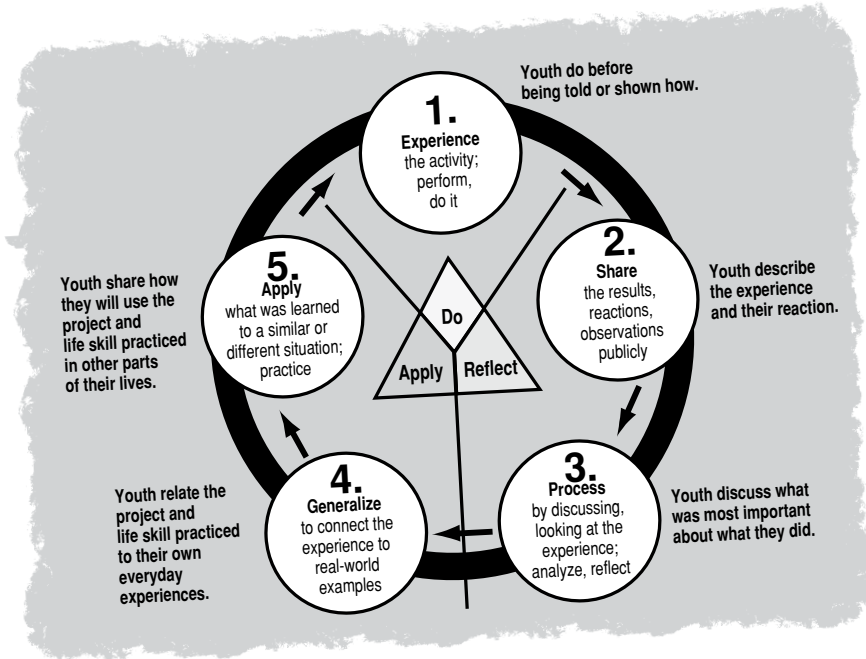 1.
Experience
the activity;
perform,
do it
Youth do before
being told or shown how.
2.
Share
the results,
reactions,
observations
publicly
Youth describe
the experience
and their reaction.
3.
Process
by discussing,
looking at the
experience;
analyze, reflect
Youth discuss what
was most important
about what they did.
4.
Generalize
to connect the
experience to
real-world
examples
Youth relate the
project and
life skill practiced
to their own
everyday
experiences.
5.
Apply
what was learned
to a similar or
different situation;
practice
Youth share how
they will use the
project and
life skill practiced
in other parts
of their lives.
Do
Apply
Reflect